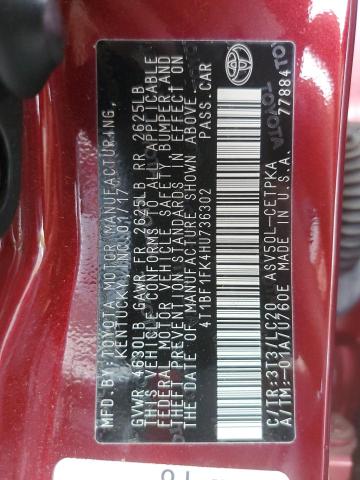 MFD. BY: TOYOTA MOTOR MANUFACTURING,
KENTUCKY, INC. 01/17
GVWR 4630LB GAWR FR 2625LB RR 2625LB
THIS VEHICLE CONFORMS TO ALL APPLICABLE
FEDERAL MOTOR VEHICLE SAFETY, BUMPER, AND
THEFT PREVENTION STANDARDS IN EFFECT ON
THE DATE OF MANUFACTURE SHOWN ABOVE.
4T1BF1FK4HU736302 PASS. CAR
C/TR: 3T3/LC20 ASV50L-CETPKA
A/TM: -01A/U760E MADE IN U.S.A. 77884
TOYOTA